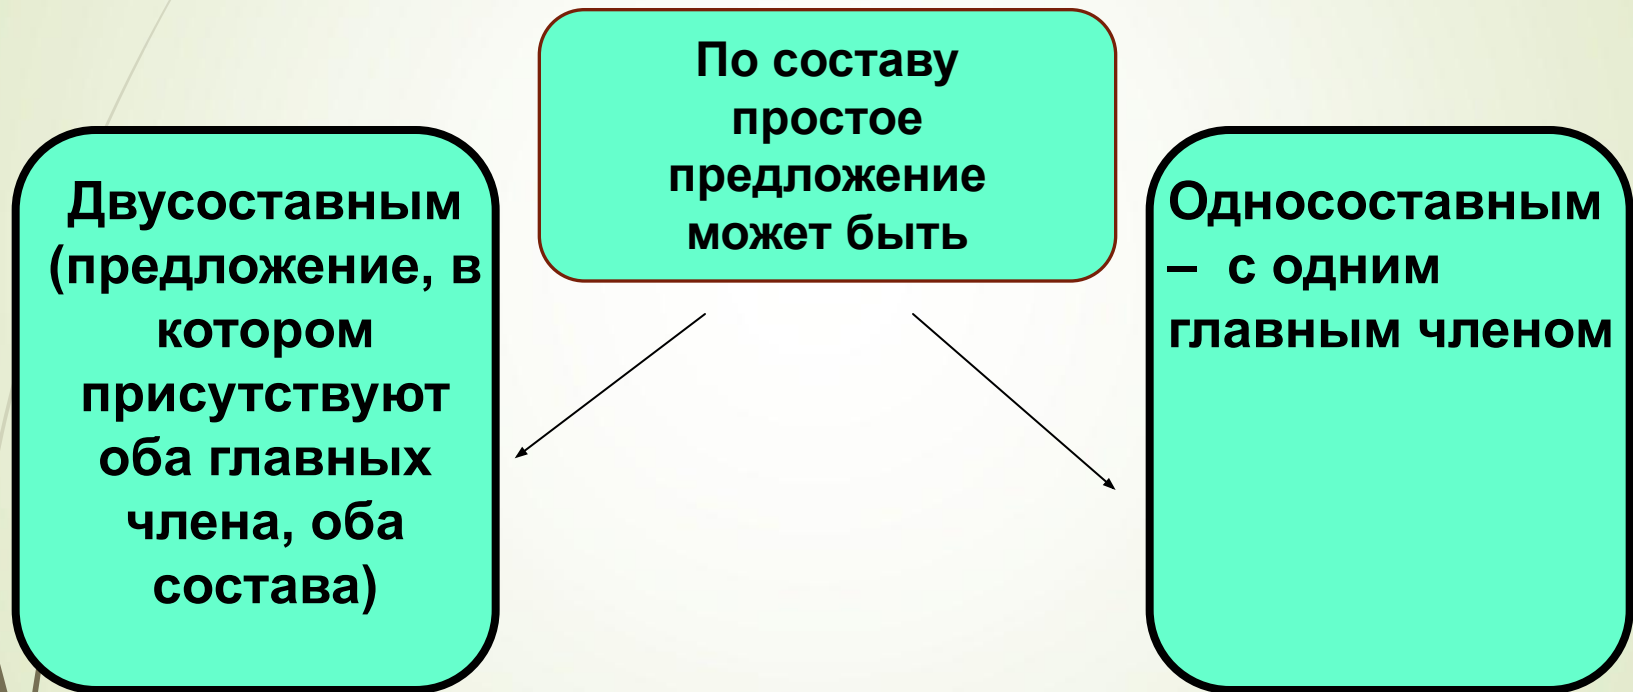 По составу
простое
предложение
может быть
Двусоставным
(предложение, в
котором
присутствуют
оба главных
члена, оба
состава)
Односоставным
– с одним
главным членом